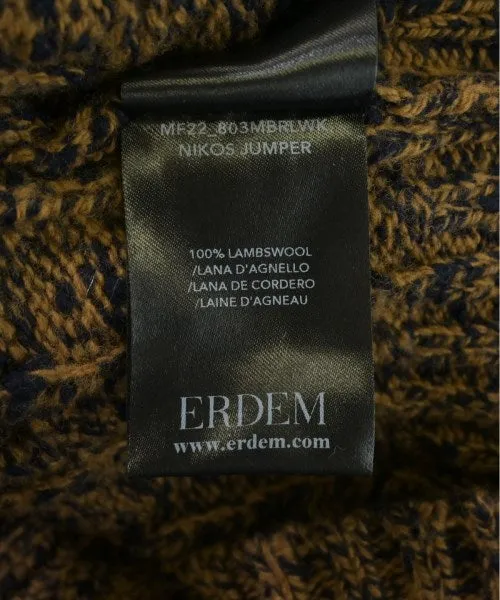 MF22_803MBRLWK
NIKOS JUMPER
100% LAMBSWOOL
/LANA D'AGNELLO
/LANA DE CORDERO
/LAINE D'AGNEAU
ERDEM
www.erdem.com